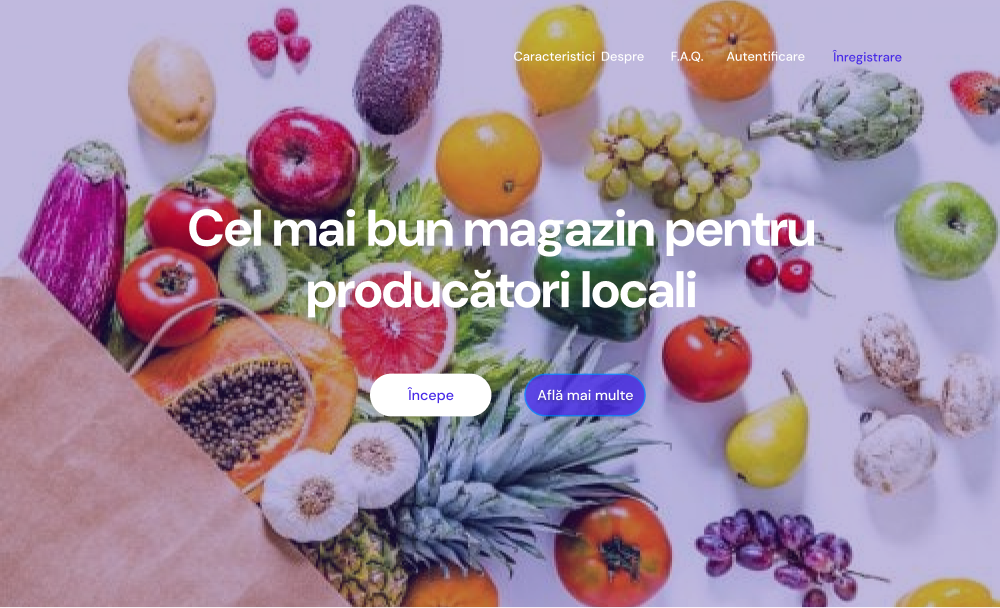 Caracteristici Despre F.A.Q. Autentificare Înregistrare
Cel mai bun magazin pentru
producători locali
Începe Află mai multe